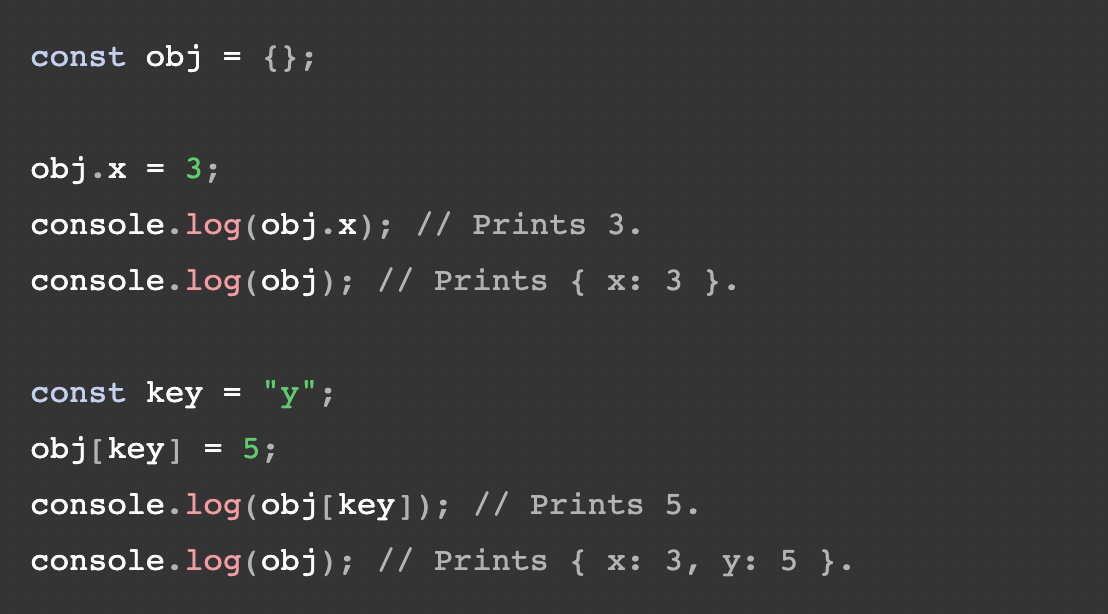 const obj = {};
obj.x = 3;
console.log(obj.x); // Prints 3.
console.log(obj); // Prints { x: 3 }.
const key = "y";
obj[key] = 5;
console.log(obj[key]); // Prints 5.
console.log(obj); // Prints { x: 3, y: 5 }.